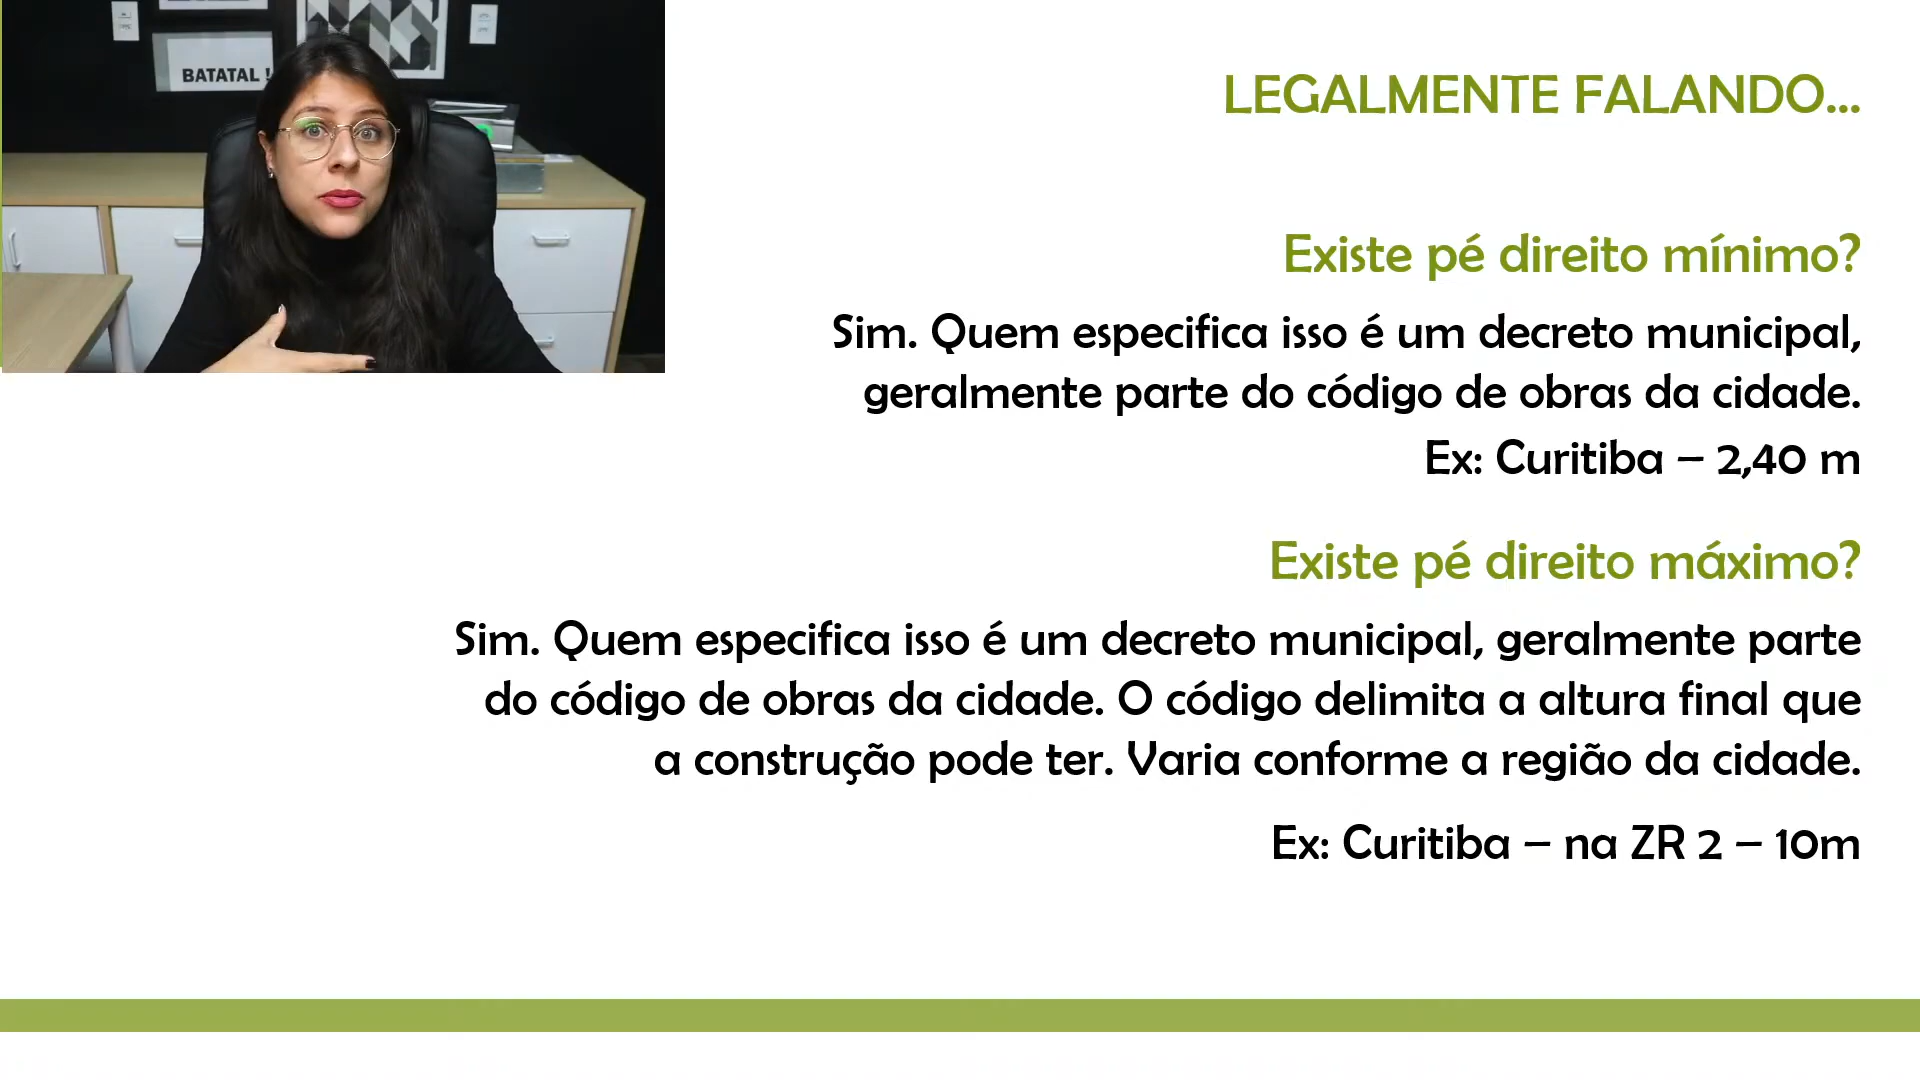 BATATAL !
LEGALMENTE FALANDO...
Existe pé direito mínimo?
Sim. Quem especifica isso é um decreto municipal,
geralmente parte do código de obras da cidade.
Ex: Curitiba – 2,40 m
Existe pé direito máximo?
Sim. Quem especifica isso é um decreto municipal, geralmente parte
do código de obras da cidade. O código delimita a altura final que
a construção pode ter. Varia conforme a região da cidade.
Ex: Curitiba – na ZR 2 – 10m